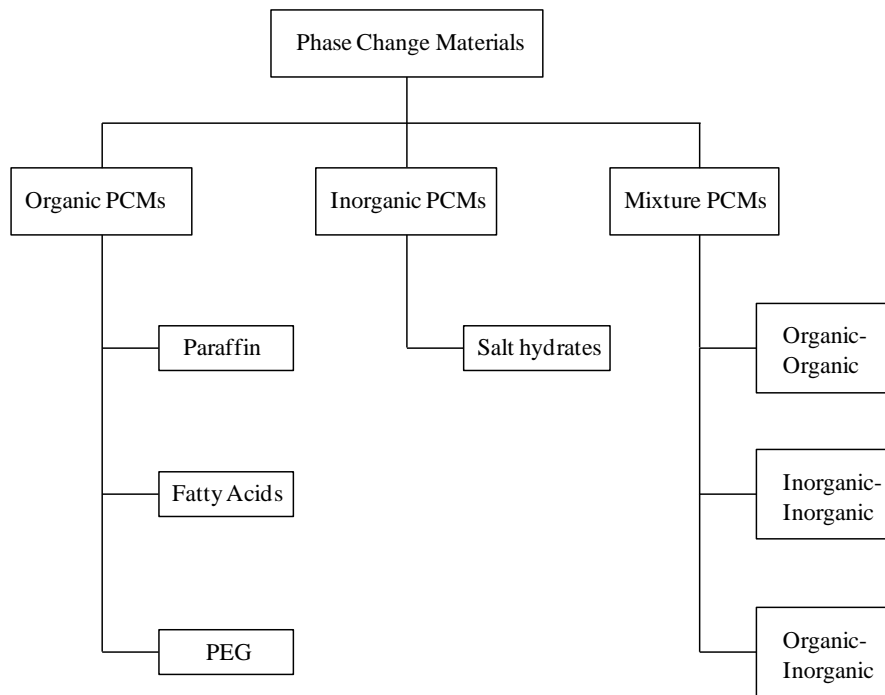 Phase Change Materials
Organic PCMs
Inorganic PCMs
Mixture PCMs
Paraffin
Salt hydrates
Organic-
Organic
Fatty Acids
Inorganic-
Inorganic
PEG
Organic-
Inorganic